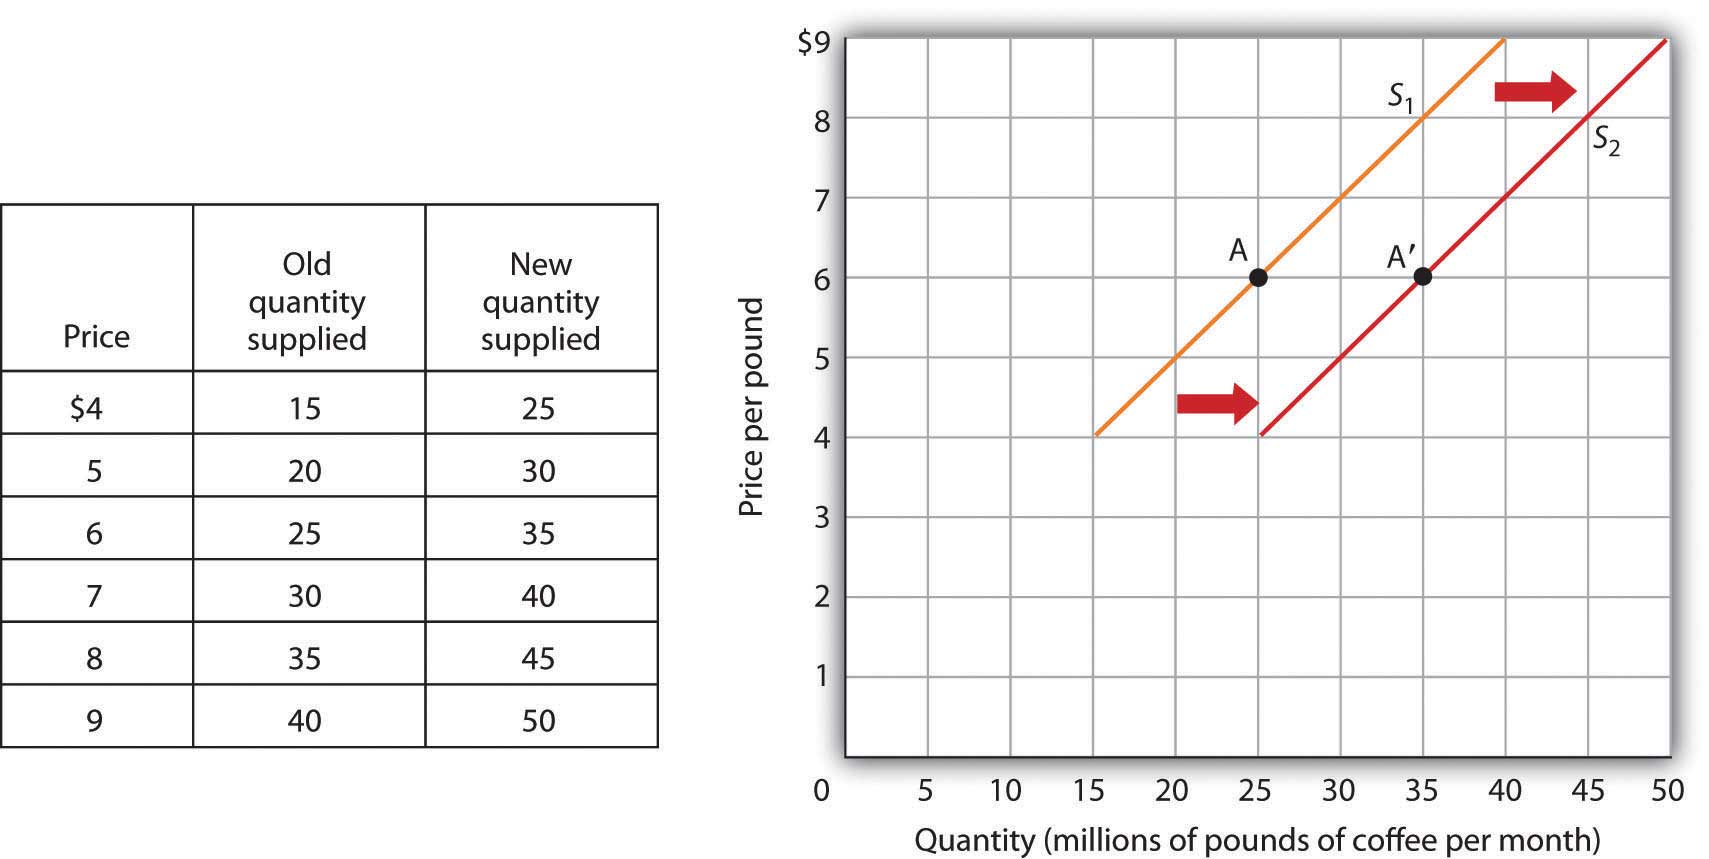 Price Old quantity supplied New quantity supplied
$4 15 25
5 20 30
6 25 35
7 30 40
8 35 45
9 40 50
Price per pound
$9
8
7
6
5
4
3
2
1
S1
S2
A
A′
0 5 10 15 20 25 30 35 40 45 50
Quantity (millions of pounds of coffee per month)